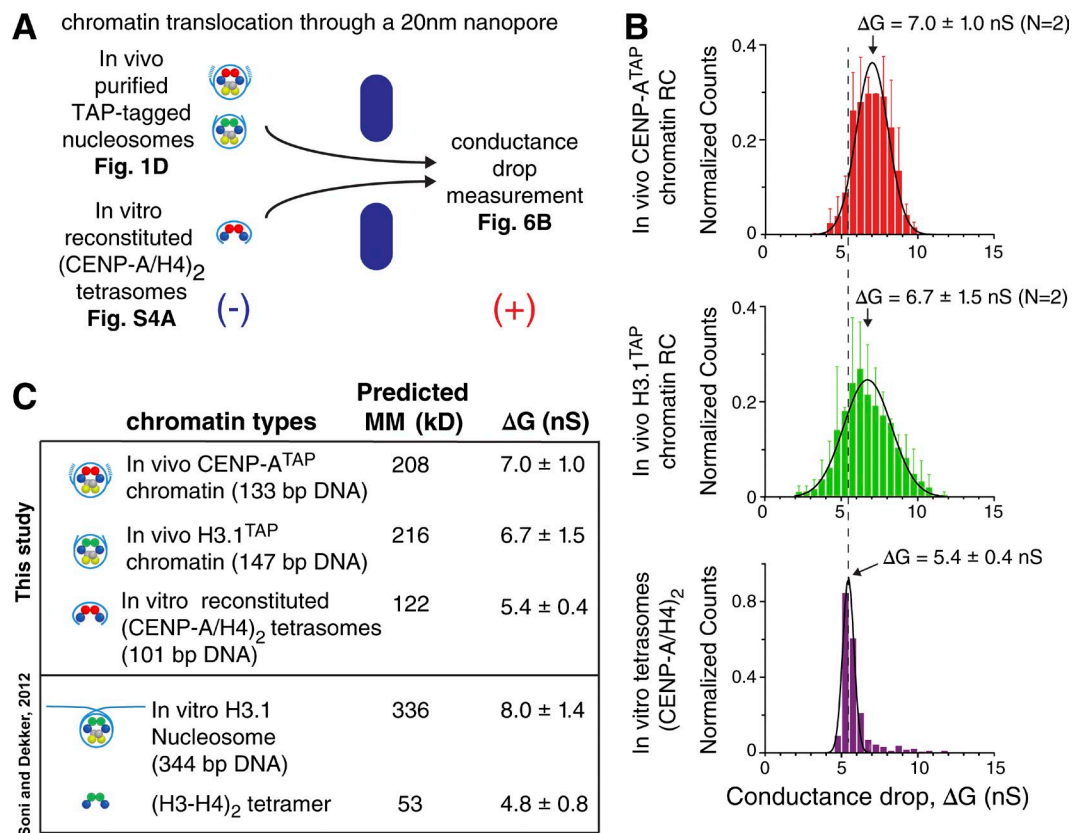 A
chromatin translocation through a 20nm nanopore
In vivo
purified
TAP-tagged
nucleosomes
Fig. 1D
In vitro
reconstituted
(CENP-A/H4)2
tetrasomes
Fig. S4A
(-)
conductance
drop
measurement
Fig. 6B
(+)
B
ΔG = 7.0 ± 1.0 nS (N=2)
In vivo CENP-A^TAP
chromatin RC
Normalized Counts
0.4
0.2
0
0 5 10 15
ΔG = 6.7 ± 1.5 nS (N=2)
In vivo H3.1^TAP
chromatin RC
Normalized Counts
0.4
0.2
0
0 5 10 15
ΔG = 5.4 ± 0.4 nS
In vitro tetrasomes
(CENP-A/H4)2
Normalized Counts
0.8
0.4
0
0 5 10 15
Conductance drop, ΔG (nS)
C
chromatin types
Predicted
MM (kD)
ΔG (nS)
This study
In vivo CENP-A^TAP
chromatin (133 bp DNA)
208
7.0 ± 1.0
In vivo H3.1^TAP
chromatin (147 bp DNA)
216
6.7 ± 1.5
In vitro reconstituted
(CENP-A/H4)2 tetrasomes
(101 bp DNA)
122
5.4 ± 0.4
Soni and Dekker, 2012
In vitro H3.1
Nucleosome
(344 bp DNA)
336
8.0 ± 1.4
(H3-H4)2 tetramer
53
4.8 ± 0.8